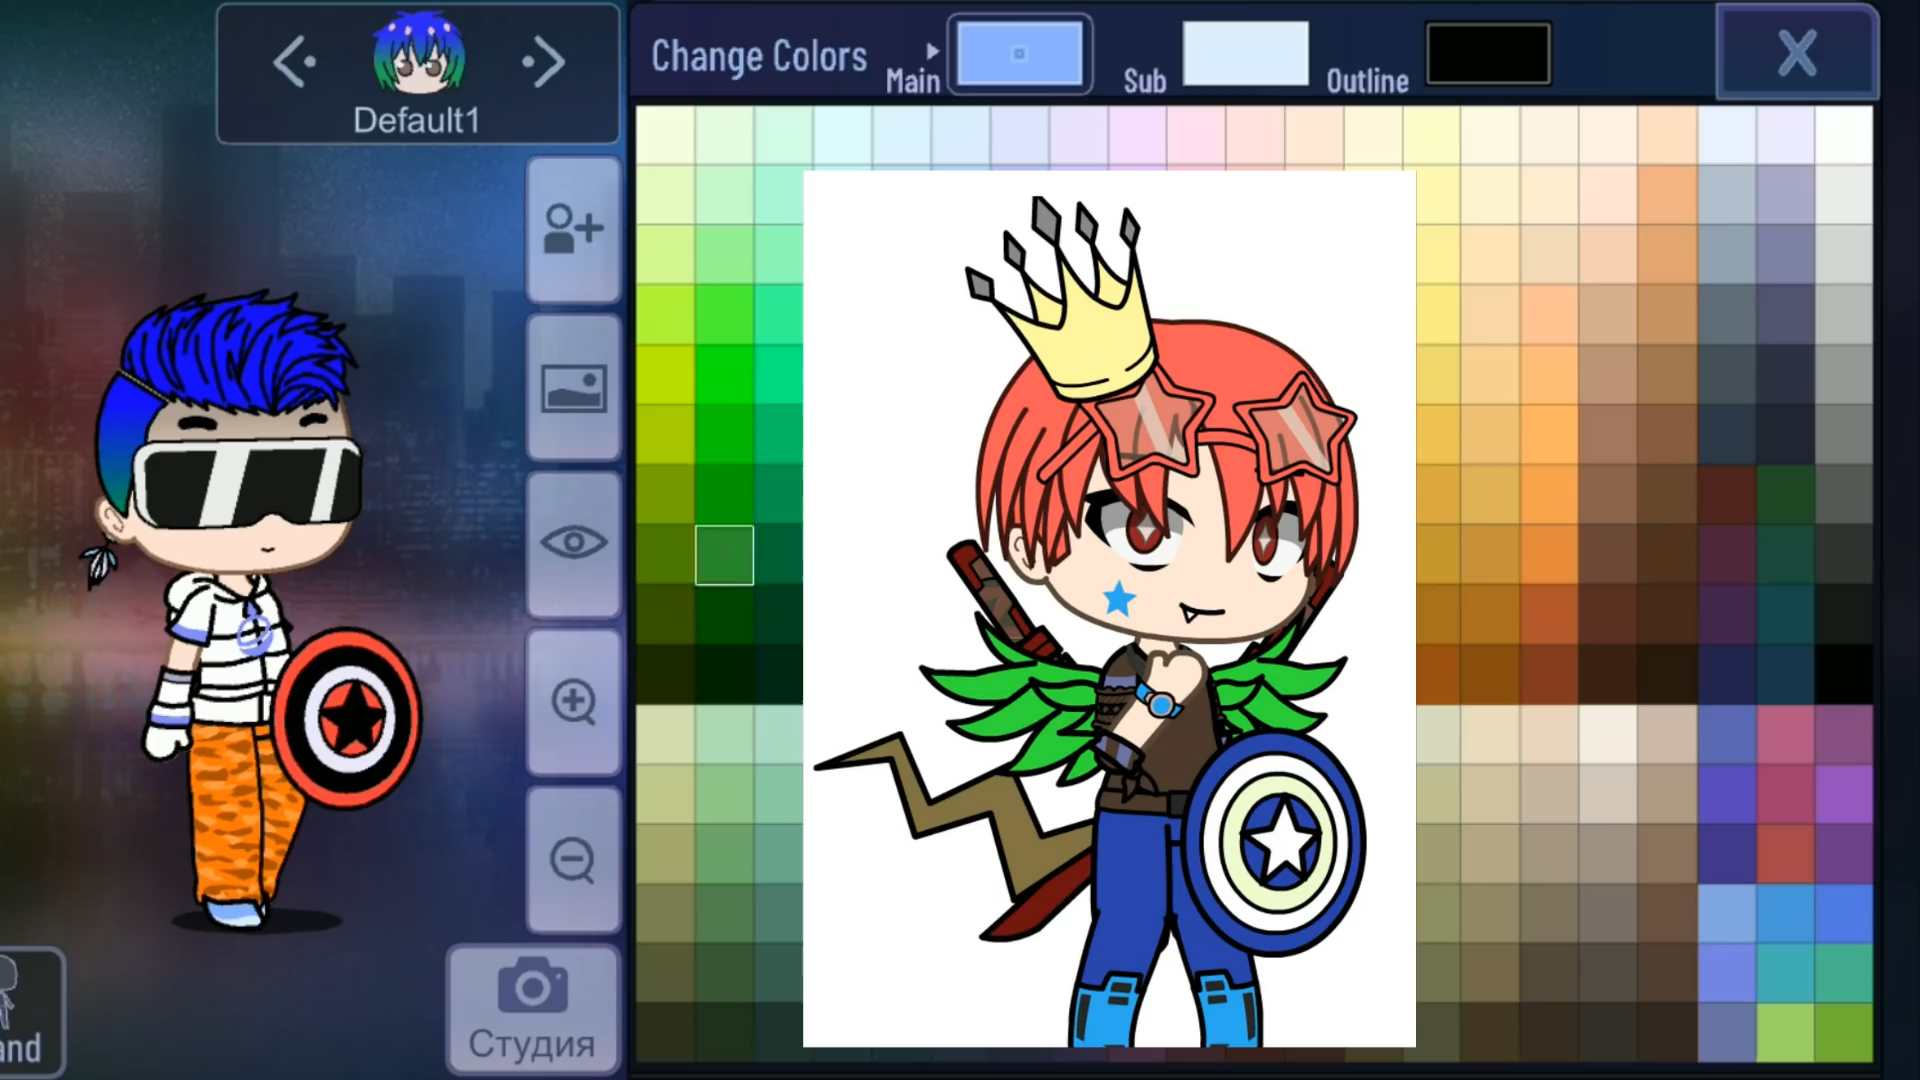 Default1
Change Colors
Main
Sub
Outline
X
and
Студия